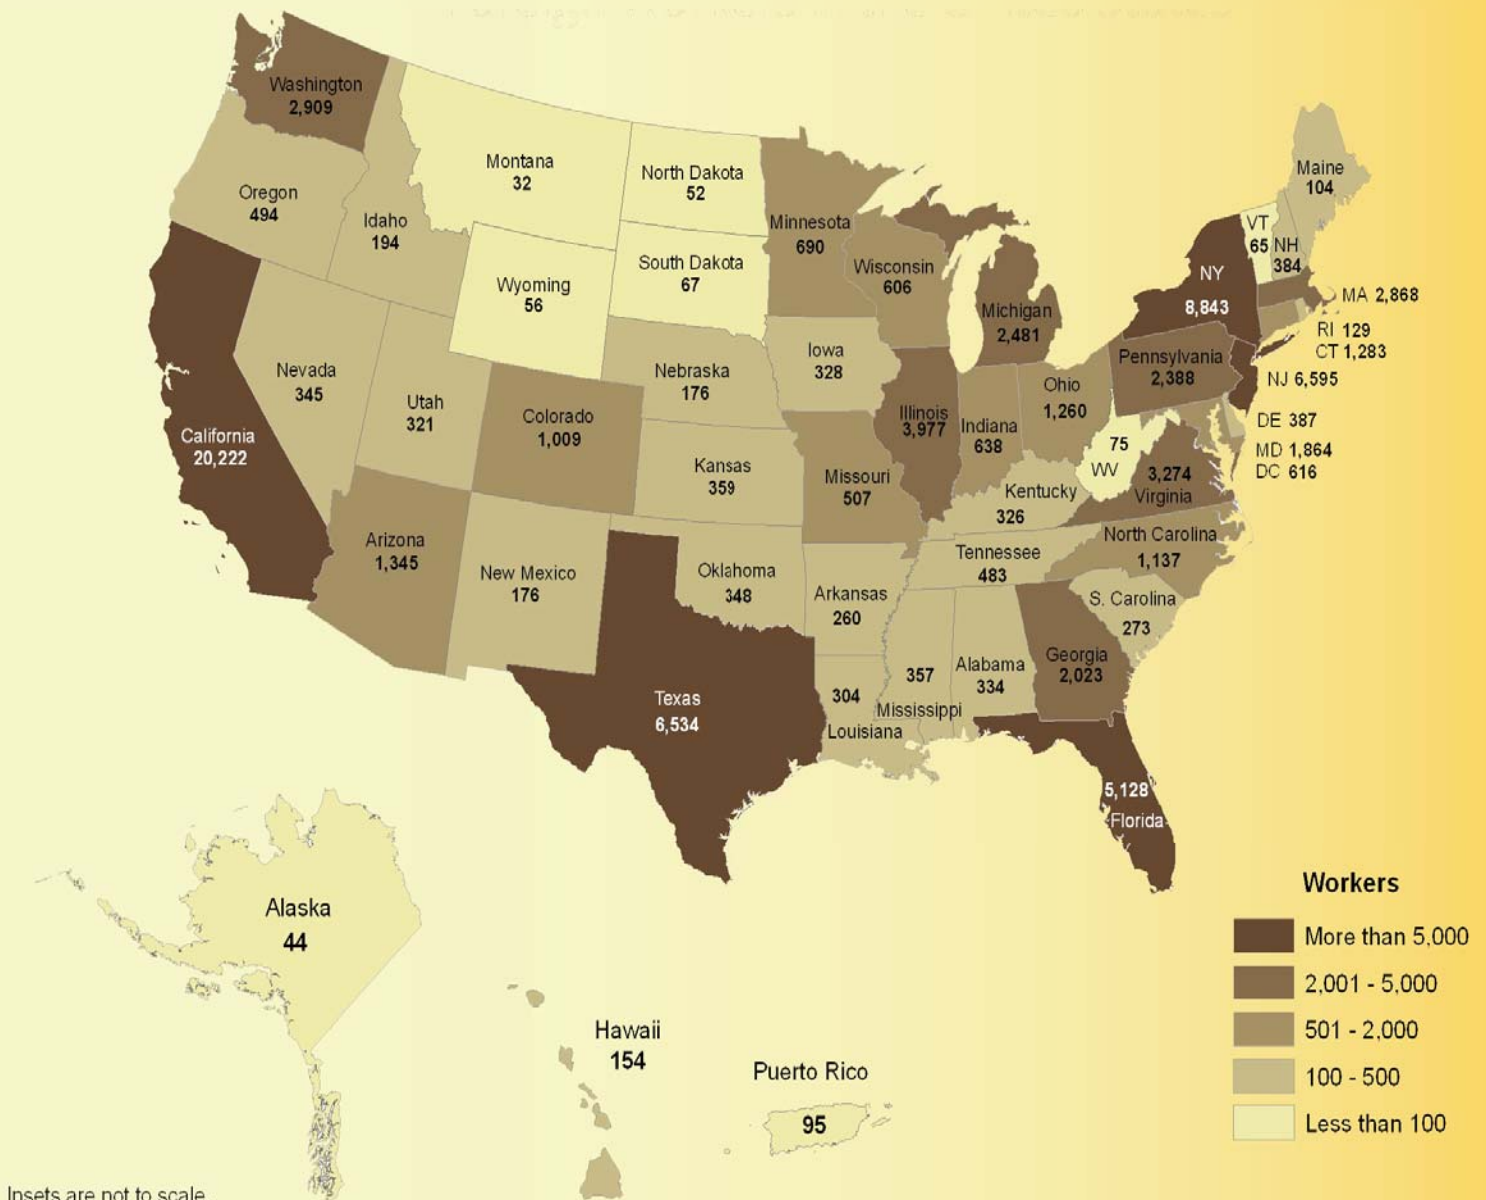 Washington
2,909
Montana
32
North Dakota
52
Minnesota
690
Maine
104
Oregon
494
Idaho
194
Wyoming
56
South Dakota
67
Wisconsin
606
Michigan
2,481
NY
8,843
VT
65
NH
384
MA 2,868
RI 129
CT 1,283
NJ 6,595
Nevada
345
Utah
321
Colorado
1,009
Nebraska
176
Iowa
328
Illinois
3,977
Indiana
638
Ohio
1,260
Pennsylvania
2,388
DE 387
MD 1,864
DC 616
California
20,222
Kansas
359
Missouri
507
Kentucky
326
75
WV
3,274
Virginia
Arizona
1,345
New Mexico
176
Oklahoma
348
Arkansas
260
Tennessee
483
North Carolina
1,137
S. Carolina
273
Texas
6,534
304
Louisiana
357
Mississippi
Alabama
334
Georgia
2,023
5,128
Florida
Alaska
44
Hawaii
154
Puerto Rico
95
Workers
More than 5,000
2,001 - 5,000
501 - 2,000
100 - 500
Less than 100
Insets are not to scale